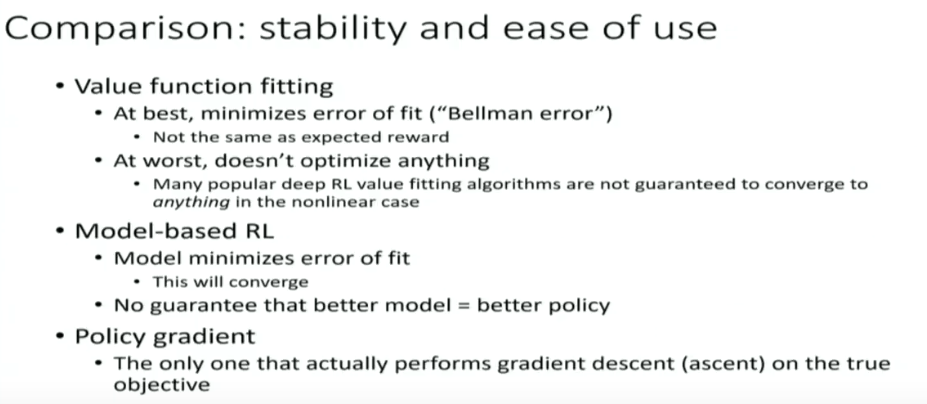 Comparison: stability and ease of use
• Value function fitting
• At best, minimizes error of fit (“Bellman error”)
• Not the same as expected reward
• At worst, doesn’t optimize anything
• Many popular deep RL value fitting algorithms are not guaranteed to converge to
anything in the nonlinear case
• Model-based RL
• Model minimizes error of fit
• This will converge
• No guarantee that better model = better policy
• Policy gradient
• The only one that actually performs gradient descent (ascent) on the true
objective